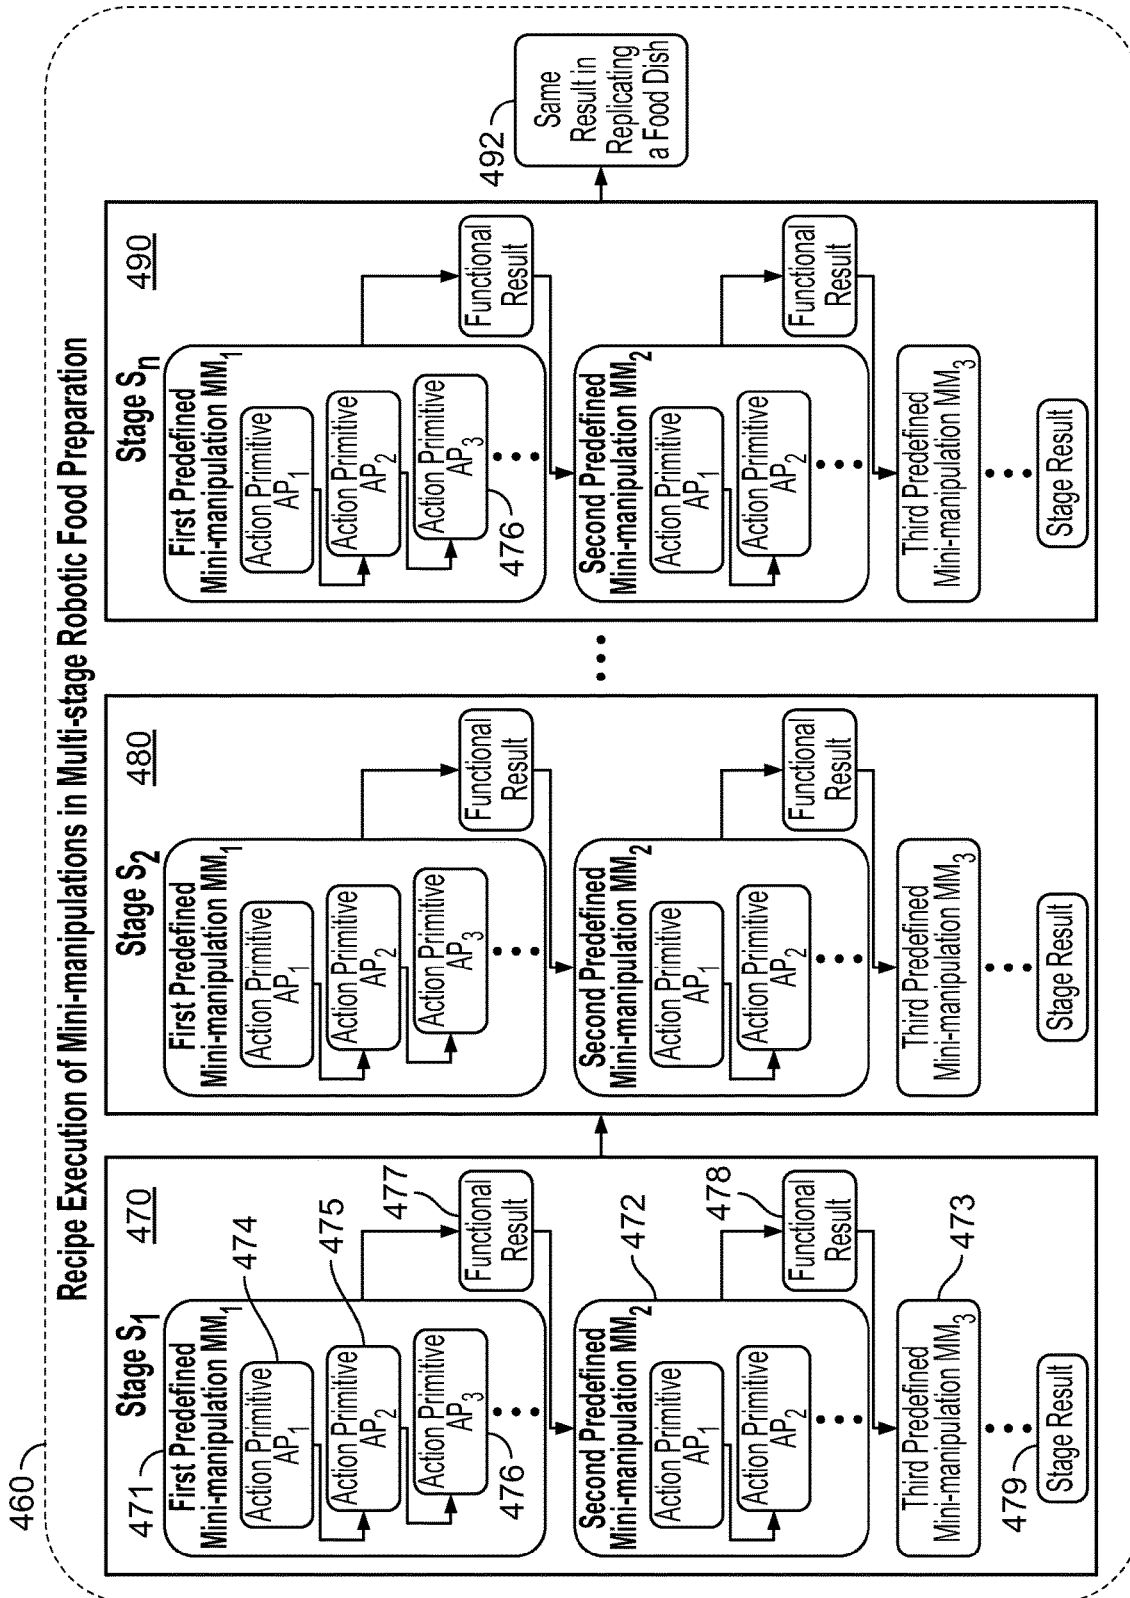 460
Recipe Execution of Mini-manipulations in Multi-stage Robotic Food Preparation
Stage S1
470
471
First Predefined
Mini-manipulation MM1
Action Primitive
AP1
474
Action Primitive
AP2
475
Action Primitive
AP3
476
477
Functional
Result
Second Predefined
Mini-manipulation MM2
472
Action Primitive
AP1
Action Primitive
AP2
478
Functional
Result
Third Predefined
Mini-manipulation MM3
473
479
Stage Result
Stage S2
480
First Predefined
Mini-manipulation MM1
Action Primitive
AP1
Action Primitive
AP2
Action Primitive
AP3
Functional
Result
Second Predefined
Mini-manipulation MM2
Action Primitive
AP1
Action Primitive
AP2
Functional
Result
Third Predefined
Mini-manipulation MM3
Stage Result
Stage Sn
490
First Predefined
Mini-manipulation MM1
Action Primitive
AP1
Action Primitive
AP2
Action Primitive
AP3
476
Functional
Result
Second Predefined
Mini-manipulation MM2
Action Primitive
AP1
Action Primitive
AP2
Functional
Result
Third Predefined
Mini-manipulation MM3
Stage Result
492
Same
Result in
Replicating
a Food Dish